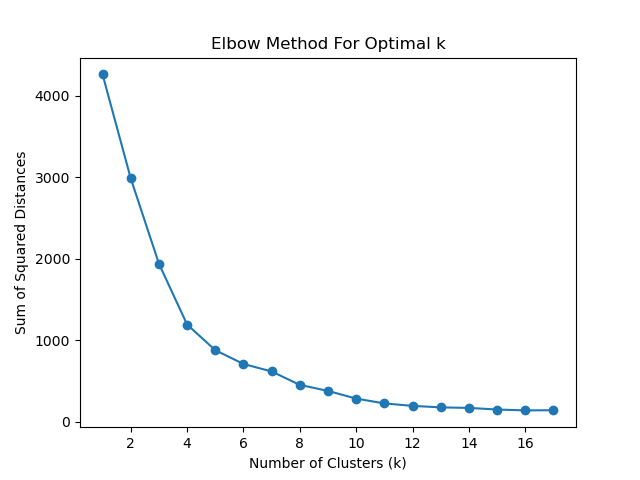 Elbow Method For Optimal k
4000
3000
2000
1000
0
Sum of Squared Distances
2 4 6 8 10 12 14 16
Number of Clusters (k)